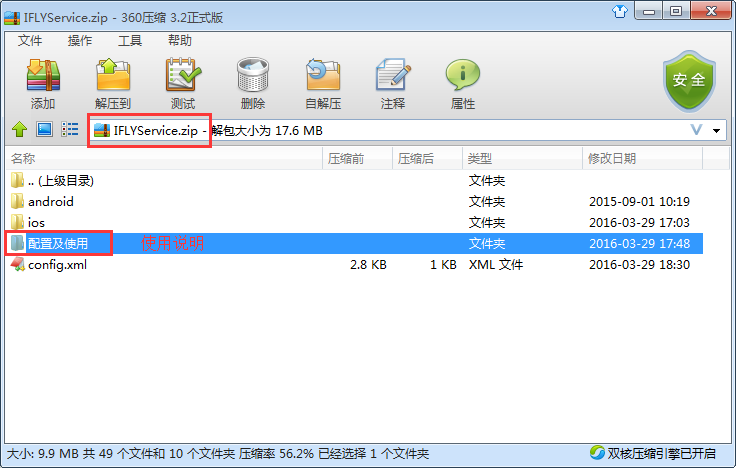 IFLYService.zip - 360压缩 3.2正式版
文件 操作 工具 帮助
添加 解压到 测试 删除 自解压 注释 属性 安全
IFLYService.zip - 解包大小为 17.6 MB
名称 压缩前 压缩后 类型 修改日期
.. (上级目录) 文件夹
android 文件夹 2015-09-01 10:19
ios 文件夹 2016-03-29 17:03
配置及使用 使用说明 文件夹 2016-03-29 17:48
config.xml 2.8 KB 1 KB XML 文件 2016-03-29 18:30
大小: 9.9 MB 共 49 个文件和 10 个文件夹 压缩率 56.2% 已经选择 1 个文件夹 双核压缩引擎已开启